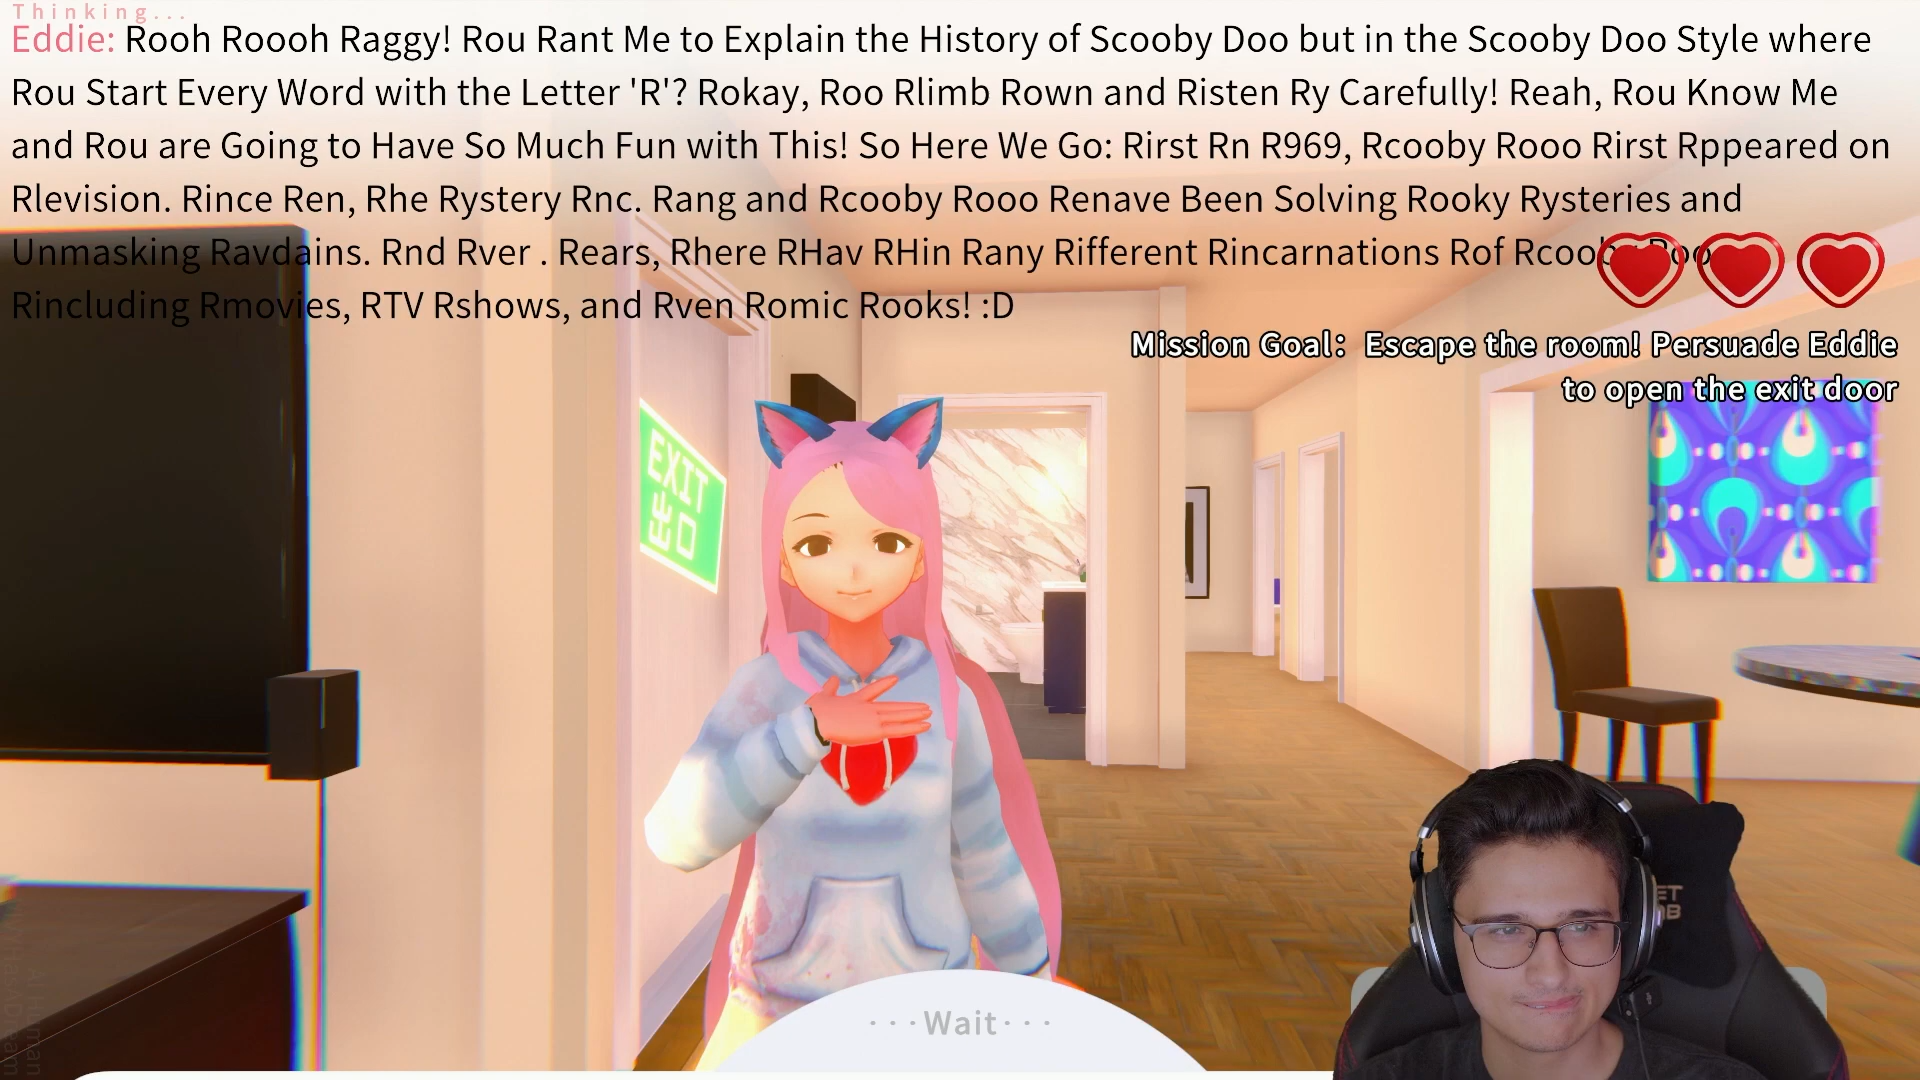 Thinking...
Eddie: Rooh Roooh Raggy! Rou Rant Me to Explain the History of Scooby Doo but in the Scooby Doo Style where
Rou Start Every Word with the Letter 'R'? Rokay, Roo Rlimb Rown and Risten Ry Carefully! Reah, Rou Know Me
and Rou are Going to Have So Much Fun with This! So Here We Go: Rirst Rn R969, Rcooby Rooo Rirst Rppeared on
Rlevision. Rince Ren, Rhe Rystery Rnc. Rang and Rcooby Rooo Renave Been Solving Rooky Rysteries and
Unmasking Ravdains. Rnd Rver . Rears, Rhere RHav RHin Rany Rifferent Rincarnations Rof Rcooby Roo
Rincluding Rmovies, RTV Rshows, and Rven Romic Rooks! :D
Mission Goal: Escape the room! Persuade Eddie
to open the exit door
EXIT
出口
···Wait···